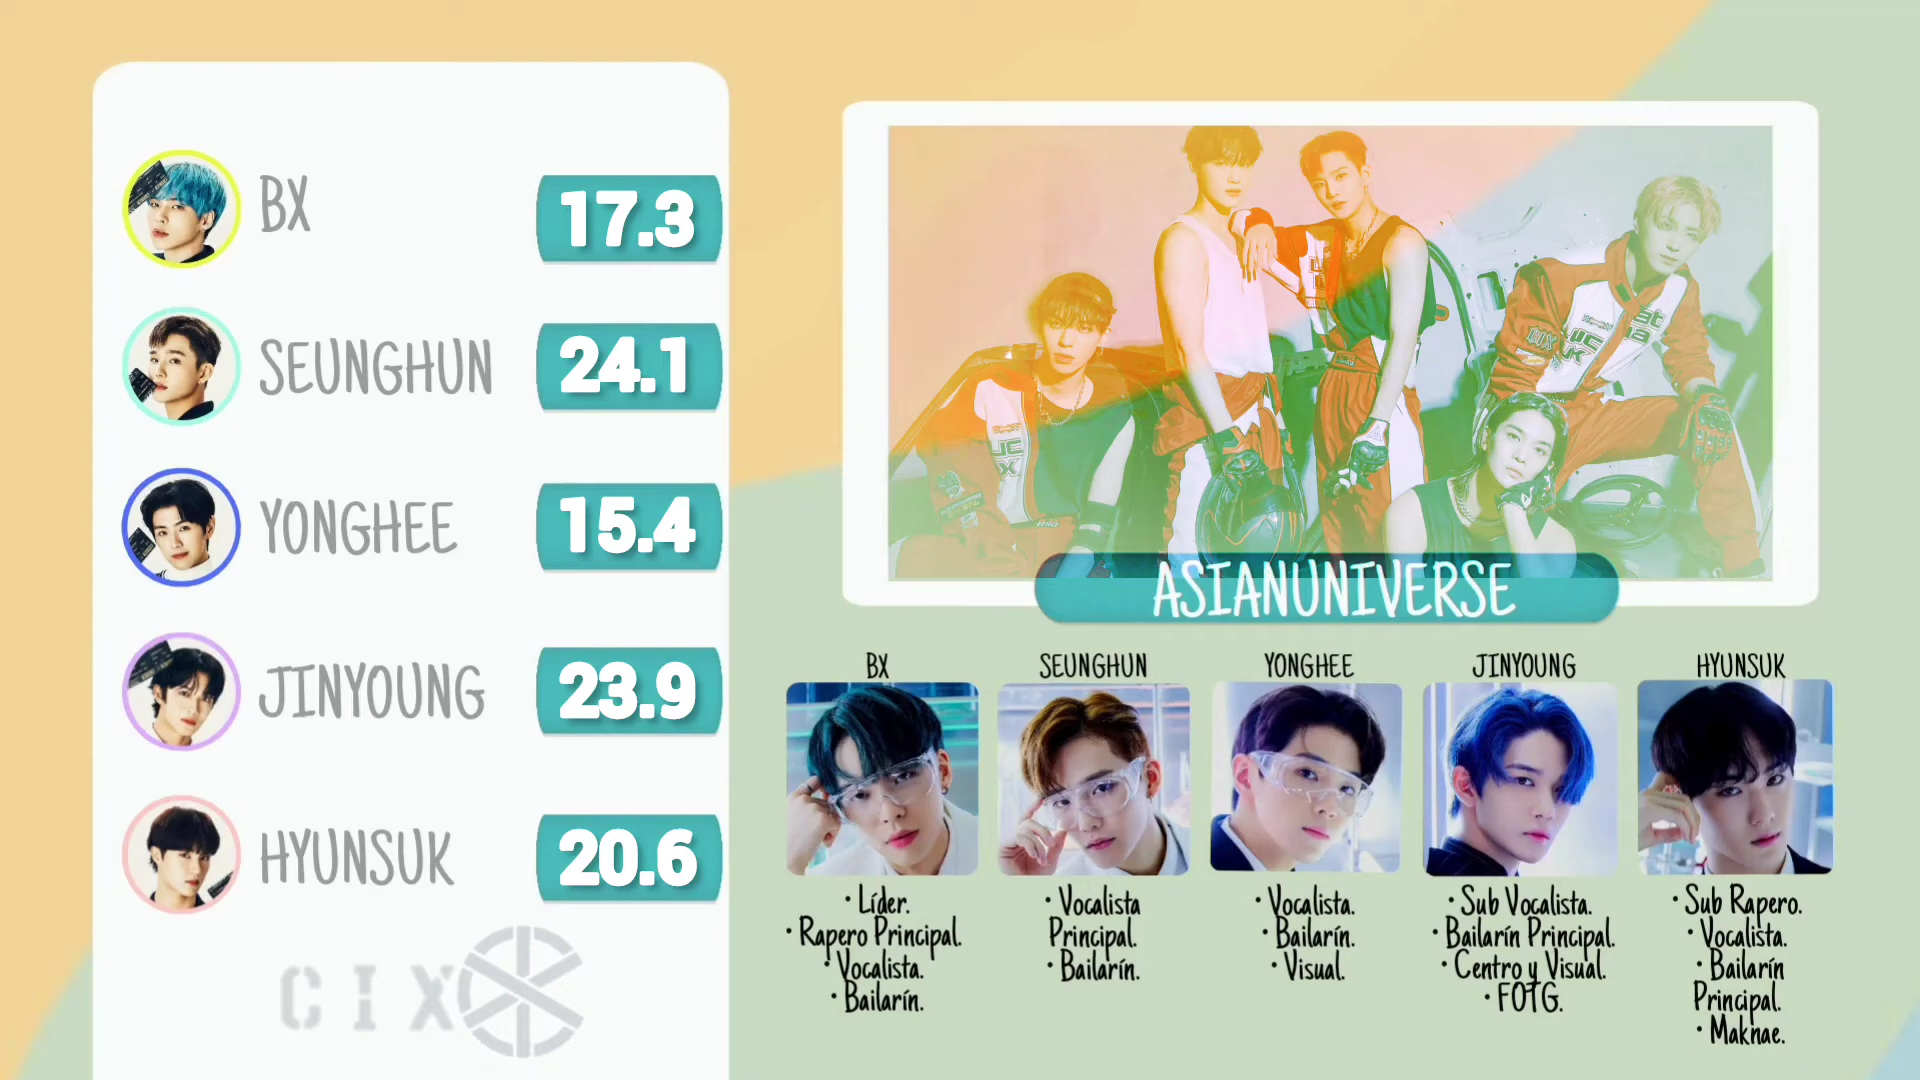 BX
17.3
SEUNGHUN
24.1
YONGHEE
15.4
JINYOUNG
23.9
HYUNSUK
20.6
CIX
ASIANUNIVERSE
BX
• Líder.
• Rapero Principal.
• Vocalista.
• Bailarín.
SEUNGHUN
• Vocalista
Principal.
• Bailarín.
YONGHEE
• Vocalista.
• Bailarín.
• Visual.
JINYOUNG
• Sub Vocalista.
• Bailarín Principal.
• Centro y Visual.
• FOTG.
HYUNSUK
• Sub Rapero.
• Vocalista.
• Bailarín
Principal.
• Maknae.